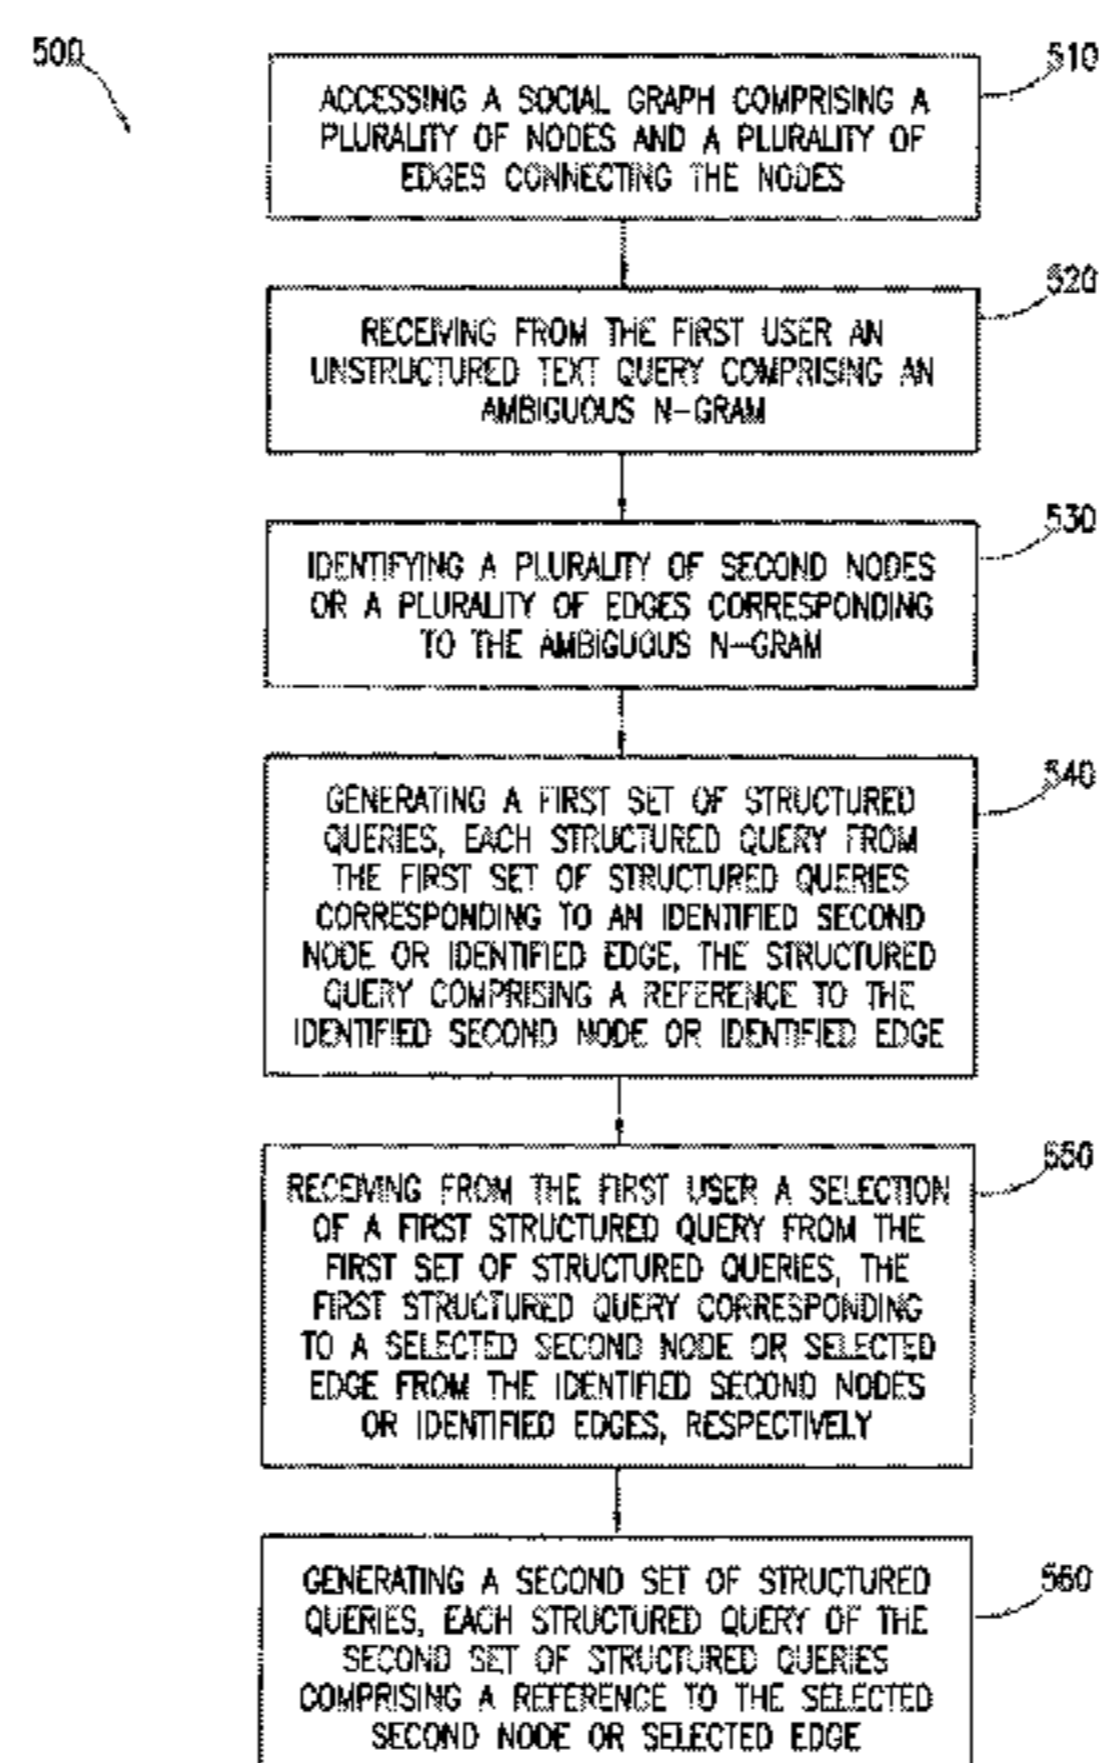 500
510
ACCESSING A SOCIAL GRAPH COMPRISING A
PLURALITY OF NODES AND A PLURALITY OF
EDGES CONNECTING THE NODES
520
RECEIVING FROM THE FIRST USER AN
UNSTRUCTURED TEXT QUERY COMPRISING AN
AMBIGUOUS N-GRAM
530
IDENTIFYING A PLURALITY OF SECOND NODES
OR A PLURALITY OF EDGES CORRESPONDING
TO THE AMBIGUOUS N-GRAM
540
GENERATING A FIRST SET OF STRUCTURED
QUERIES, EACH STRUCTURED QUERY FROM
THE FIRST SET OF STRUCTURED QUERIES
CORRESPONDING TO AN IDENTIFIED SECOND
NODE OR IDENTIFIED EDGE, THE STRUCTURED
QUERY COMPRISING A REFERENCE TO THE
IDENTIFIED SECOND NODE OR IDENTIFIED EDGE
550
RECEIVING FROM THE FIRST USER A SELECTION
OF A FIRST STRUCTURED QUERY FROM THE
FIRST SET OF STRUCTURED QUERIES, THE
FIRST STRUCTURED QUERY CORRESPONDING
TO A SELECTED SECOND NODE OR SELECTED
EDGE FROM THE IDENTIFIED SECOND NODES
OR IDENTIFIED EDGES, RESPECTIVELY
560
GENERATING A SECOND SET OF STRUCTURED
QUERIES, EACH STRUCTURED QUERY OF THE
SECOND SET OF STRUCTURED QUERIES
COMPRISING A REFERENCE TO THE SELECTED
SECOND NODE OR SELECTED EDGE